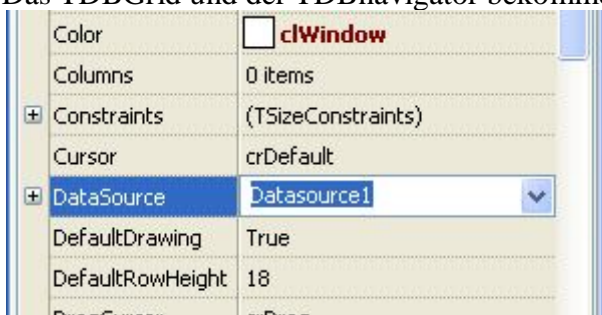 Das TDBGrid und der TDBnavigator bekomm
Color clWindow
Columns 0 items
Constraints (TSizeConstraints)
Cursor crDefault
DataSource Datasource1
DefaultDrawing True
DefaultRowHeight 18